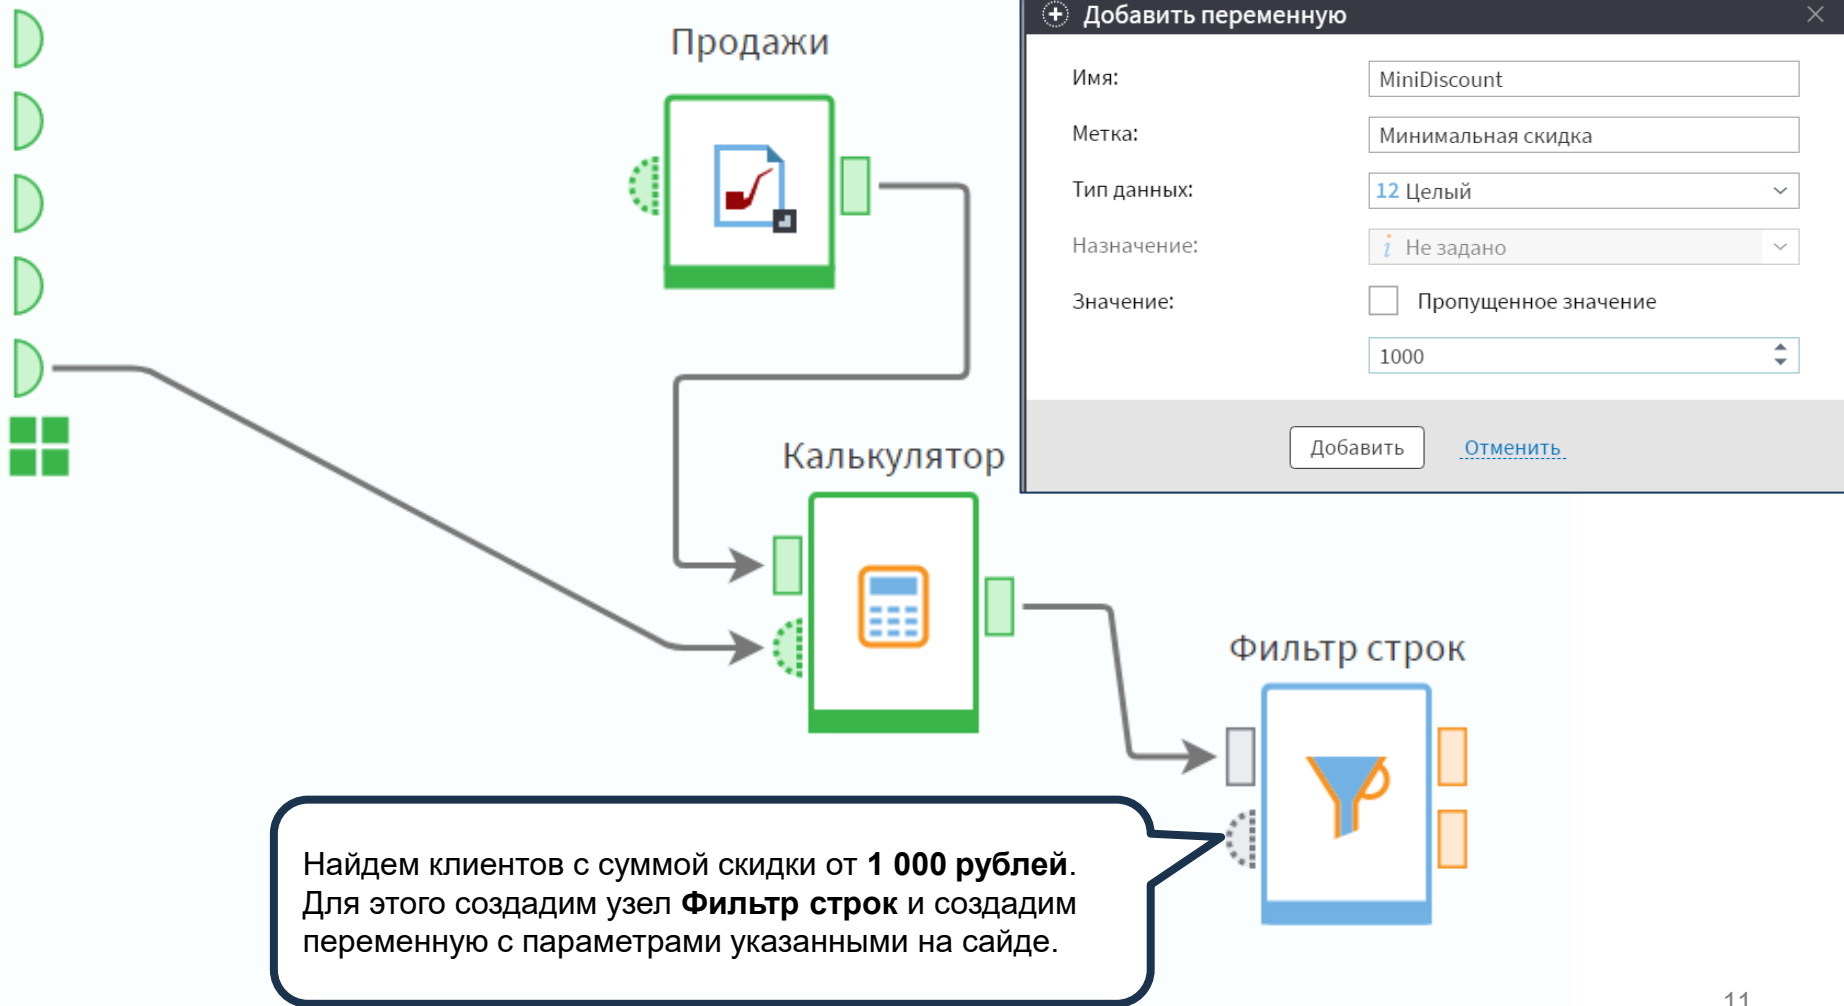 Продажи
Добавить переменную
Имя:
MiniDiscount
Метка:
Минимальная скидка
Тип данных:
12 Целый
Назначение:
i Не задано
Значение:
Пропущенное значение
1000
Добавить
Отменить
Калькулятор
Фильтр строк
Найдем клиентов с суммой скидки от 1 000 рублей.
Для этого создадим узел Фильтр строк и создадим
переменную с параметрами указанными на сайде.
11